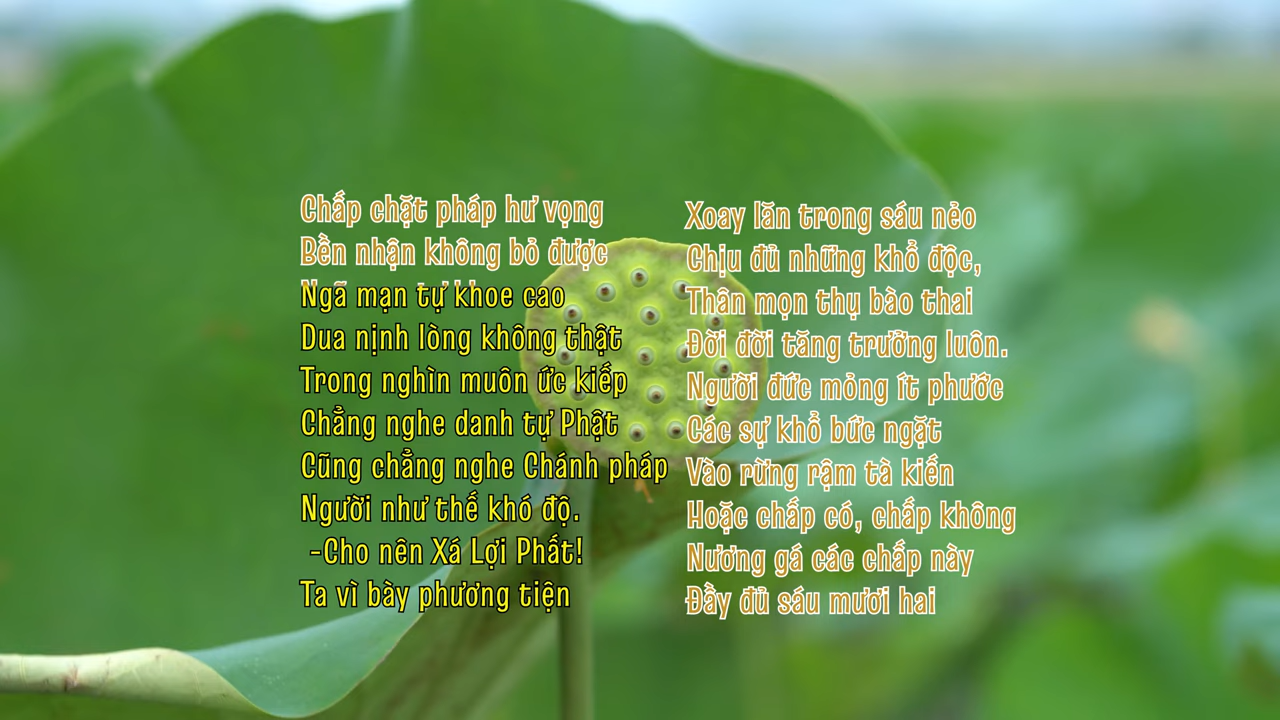 Chấp chặt pháp hư vọng
Bền nhận không bỏ được
Ngã mạn tự khoe cao
Dua nịnh lòng không thật
Trong nghìn muôn ức kiếp
Chẳng nghe danh tự Phật
Cũng chẳng nghe Chánh pháp
Người như thế khó độ.
-Cho nên Xá Lợi Phất!
Ta vì bày phương tiện
Xoay lăn trong sáu nẻo
Chịu đủ những khổ độc,
Thân mọn thụ bào thai
Đời đời tăng trưởng luôn.
Người đức mỏng ít phước
Các sự khổ bức ngặt
Vào rừng rậm tà kiến
Hoặc chấp có, chấp không
Nương gá các chấp này
Đầy đủ sáu mươi hai